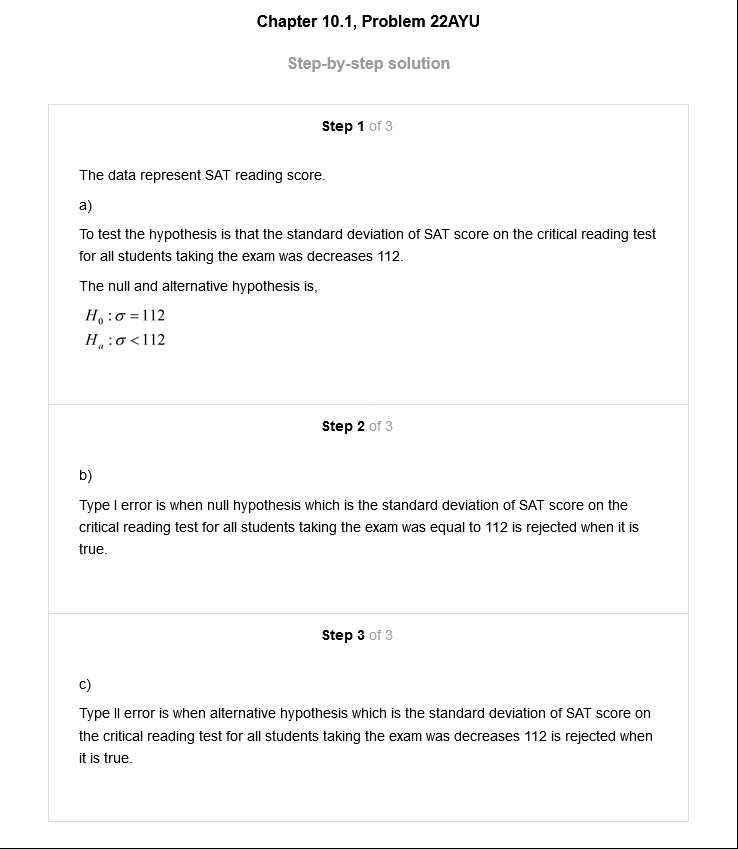 Chapter 10.1, Problem 22AYU
Step-by-step solution
Step 1 of 3
The data represent SAT reading score.
a)
To test the hypothesis is that the standard deviation of SAT score on the critical reading test
for all students taking the exam was decreases 112.
The null and alternative hypothesis is,
H₀ : σ = 112
Hₐ : σ < 112
Step 2 of 3
b)
Type I error is when null hypothesis which is the standard deviation of SAT score on the
critical reading test for all students taking the exam was equal to 112 is rejected when it is
true.
Step 3 of 3
c)
Type II error is when alternative hypothesis which is the standard deviation of SAT score on
the critical reading test for all students taking the exam was decreases 112 is rejected when
it is true.